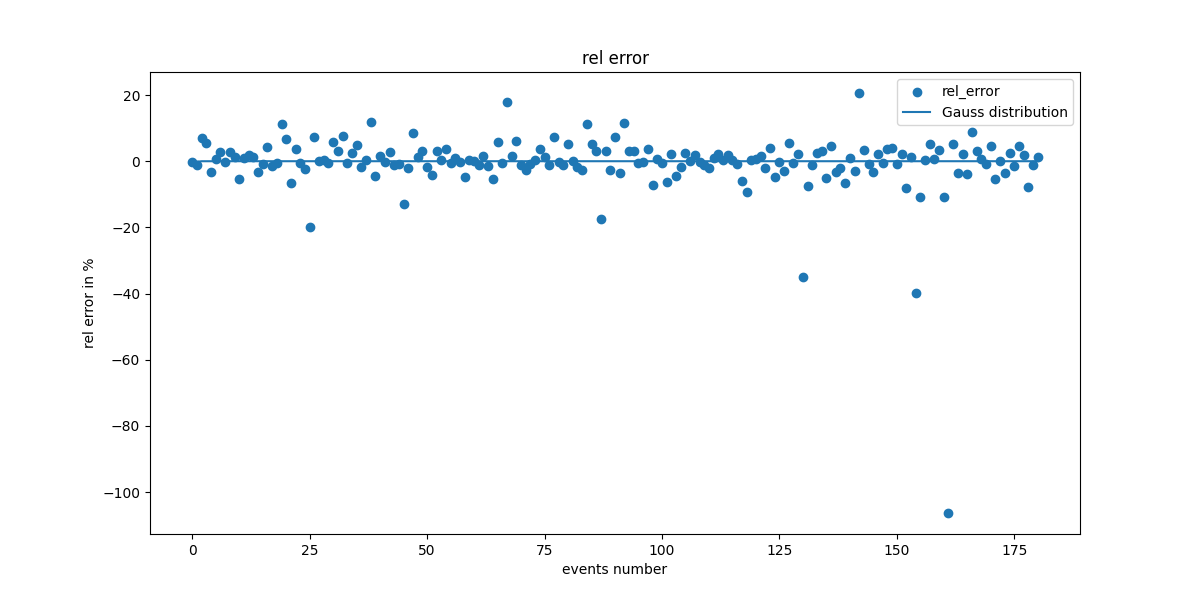 rel error
rel_error
Gauss distribution
20
0
−20
−40
−60
−80
−100
rel error in %
0 25 50 75 100 125 150 175
events number